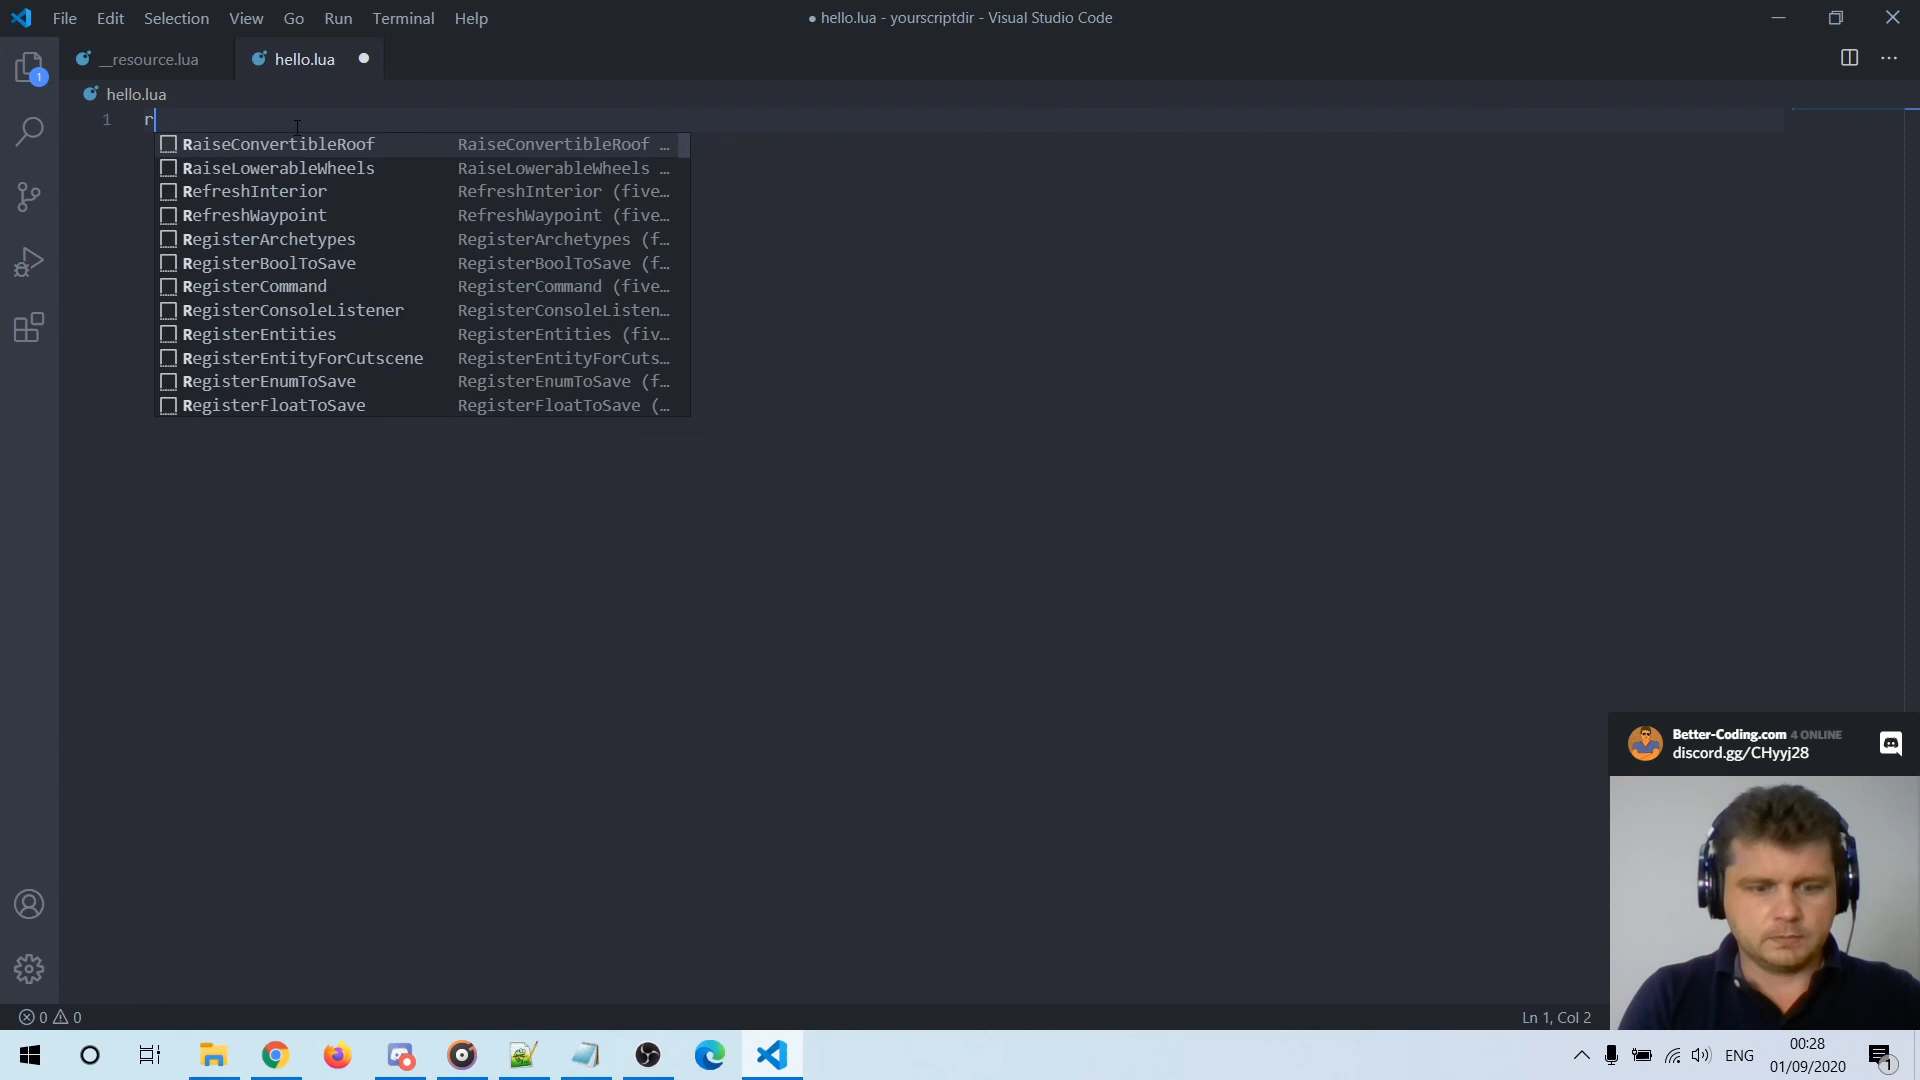 File Edit Selection View Go Run Terminal Help
● hello.lua - yourscriptdir - Visual Studio Code
__resource.lua
hello.lua
1
hello.lua
1 r
RaiseConvertibleRoof RaiseConvertibleRoof …
RaiseLowerableWheels RaiseLowerableWheels …
RefreshInterior RefreshInterior (five…
RefreshWaypoint RefreshWaypoint (five…
RegisterArchetypes RegisterArchetypes (f…
RegisterBoolToSave RegisterBoolToSave (f…
RegisterCommand RegisterCommand (five…
RegisterConsoleListener RegisterConsoleListen…
RegisterEntities RegisterEntities (fiv…
RegisterEntityForCutscene RegisterEntityForCuts…
RegisterEnumToSave RegisterEnumToSave (f…
RegisterFloatToSave RegisterFloatToSave (…
Better-Coding.com 4 ONLINE
discord.gg/CHyyj28
0 0
Ln 1, Col 2
ENG
00:28
01/09/2020
1